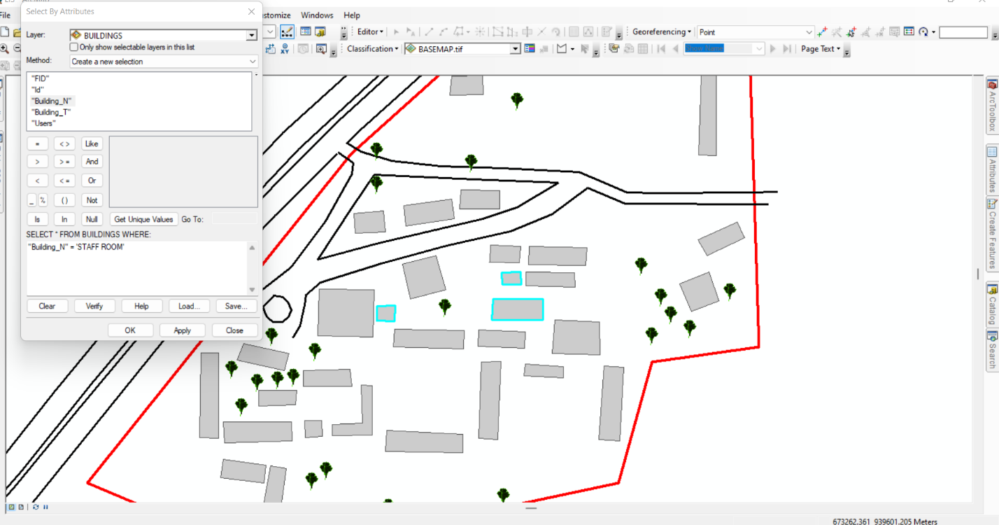 Select By Attributes
File
stomize Windows Help
Layer: BUILDINGS
Only show selectable layers in this list
Method: Create a new selection
"FID"
"Id"
"Building_N"
"Building_T"
"Users"
= < > Like
> > = And
< < = Or
_ % ( ) Not
Is In Null Get Unique Values Go To:
SELECT * FROM BUILDINGS WHERE:
"Building_N" = 'STAFF ROOM'
Clear Verify Help Load... Save...
OK Apply Close
Editor
Georeferencing Point
XY
Classification BASEMAP.tif
Page Text
ArcToolbox
Attributes
Create Features
Catalog
Search
673262.361 939601.205 Meters